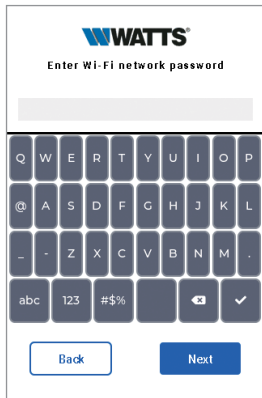 WATTS®
Enter Wi-Fi network password
Q W E R T Y U I O P
@ A S D F G H J K L
_ - Z X C V B N M .
abc 123 #$%
Back Next